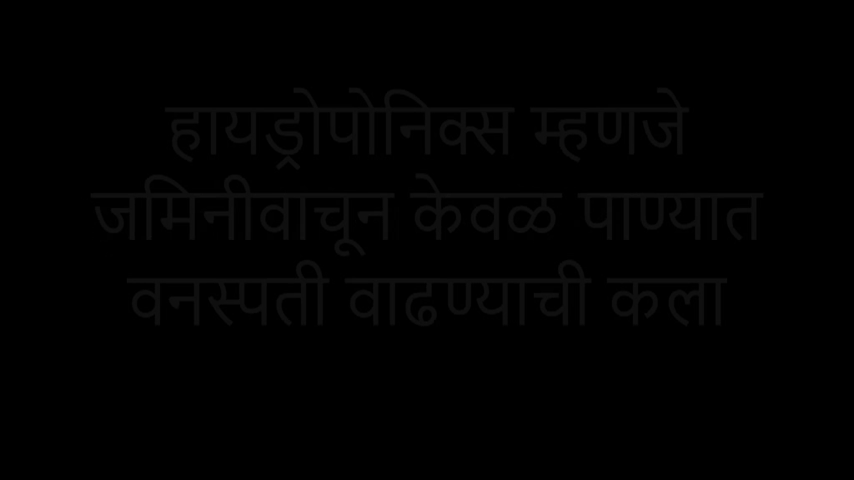 हायड्रोपोनिक्स म्हणजे
जमिनीवाचून केवळ पाण्यात
वनस्पती वाढण्याची कला